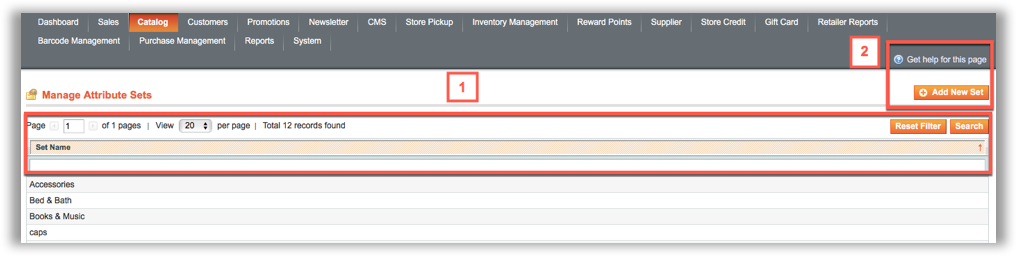 Dashboard Sales Catalog Customers Promotions Newsletter CMS Store Pickup Inventory Management Reward Points Supplier Store Credit Gift Card Retailer Reports
Barcode Management Purchase Management Reports System
2
Get help for this page
1
Manage Attribute Sets
Add New Set
Page 1 of 1 pages | View 20 per page | Total 12 records found
Reset Filter Search
Set Name
Accessories
Bed & Bath
Books & Music
caps